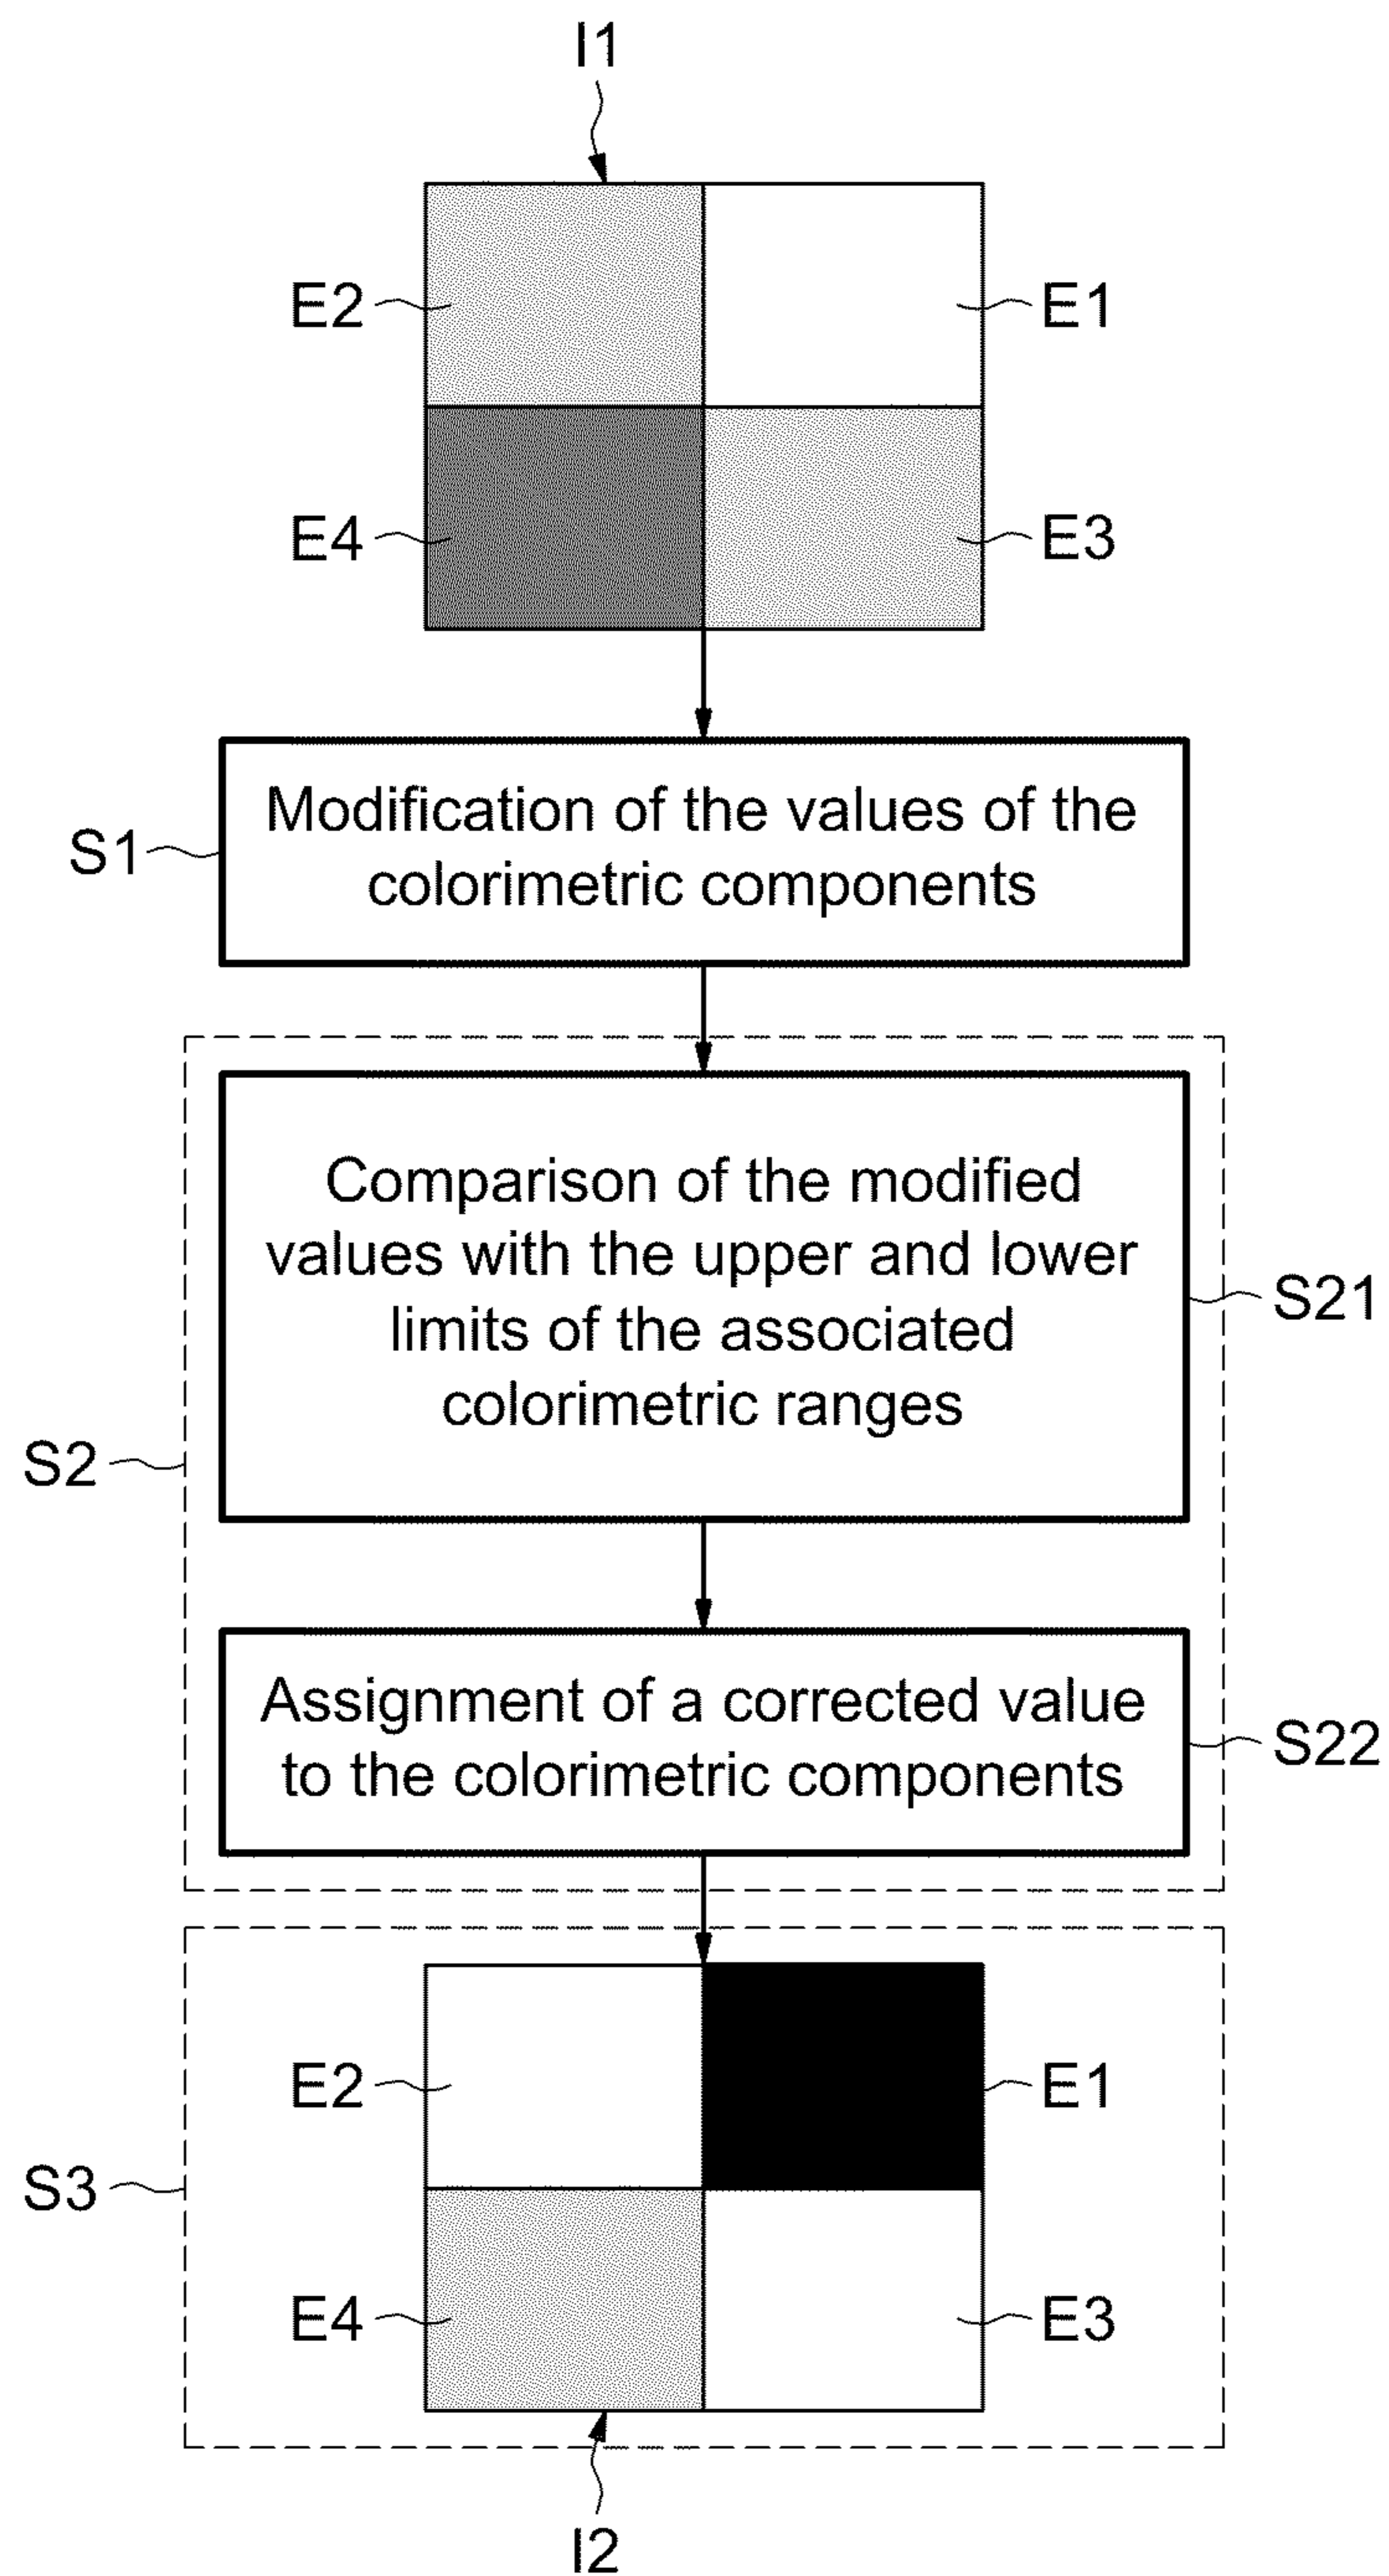 I1
E2
E1
E4
E3
Modification of the values of the
colorimetric components
S1
Comparison of the modified
values with the upper and lower
limits of the associated
colorimetric ranges
S21
S2
Assignment of a corrected value
to the colorimetric components
S22
E2
E1
S3
E4
E3
I2